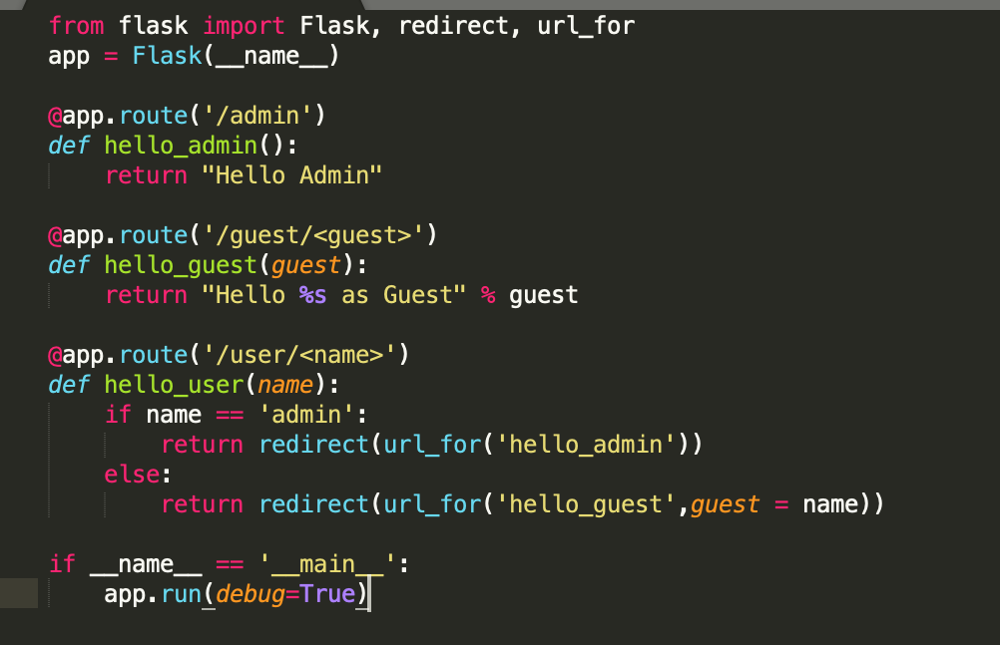 from flask import Flask, redirect, url_for
app = Flask(__name__)
@app.route('/admin')
def hello_admin():
    return "Hello Admin"
@app.route('/guest/<guest>')
def hello_guest(guest):
    return "Hello %s as Guest" % guest
@app.route('/user/<name>')
def hello_user(name):
    if name == 'admin':
        return redirect(url_for('hello_admin'))
    else:
        return redirect(url_for('hello_guest',guest = name))
if __name__ == '__main__':
    app.run(debug=True)